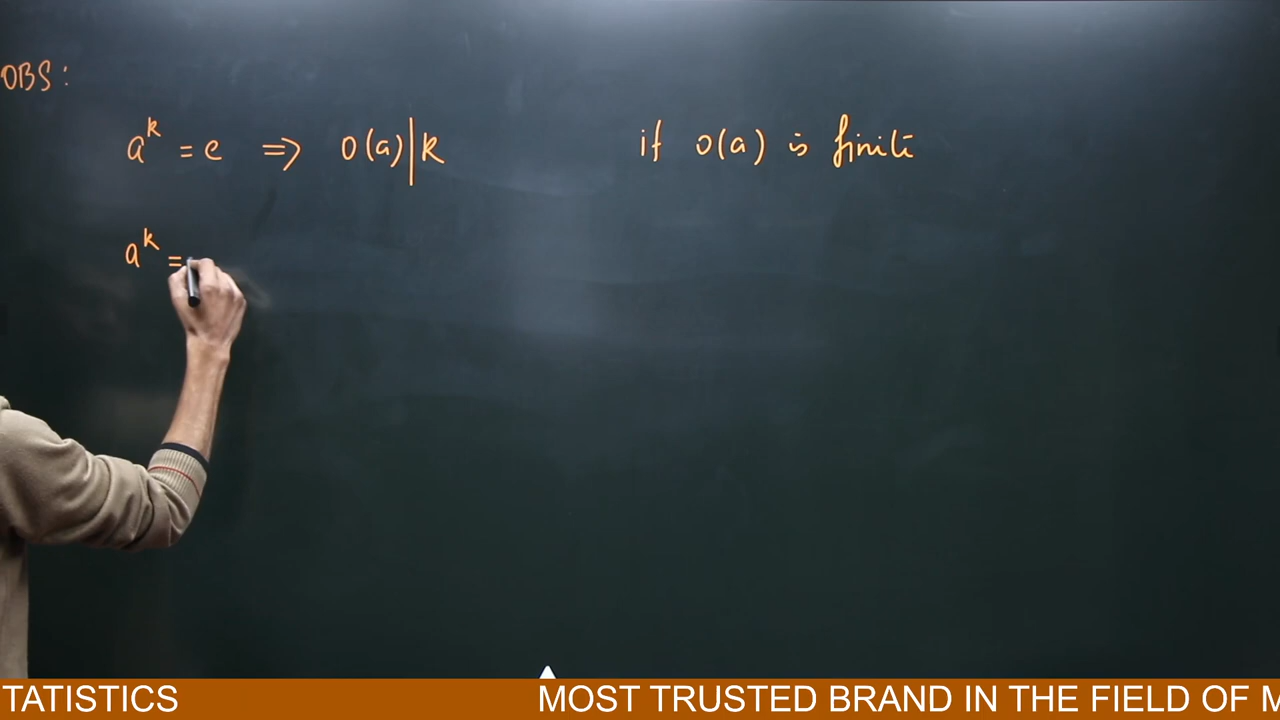 OBS:
a^k = e ⇒ O(a)|k if O(a) is finite
a^k =
TATISTICS MOST TRUSTED BRAND IN THE FIELD OF M